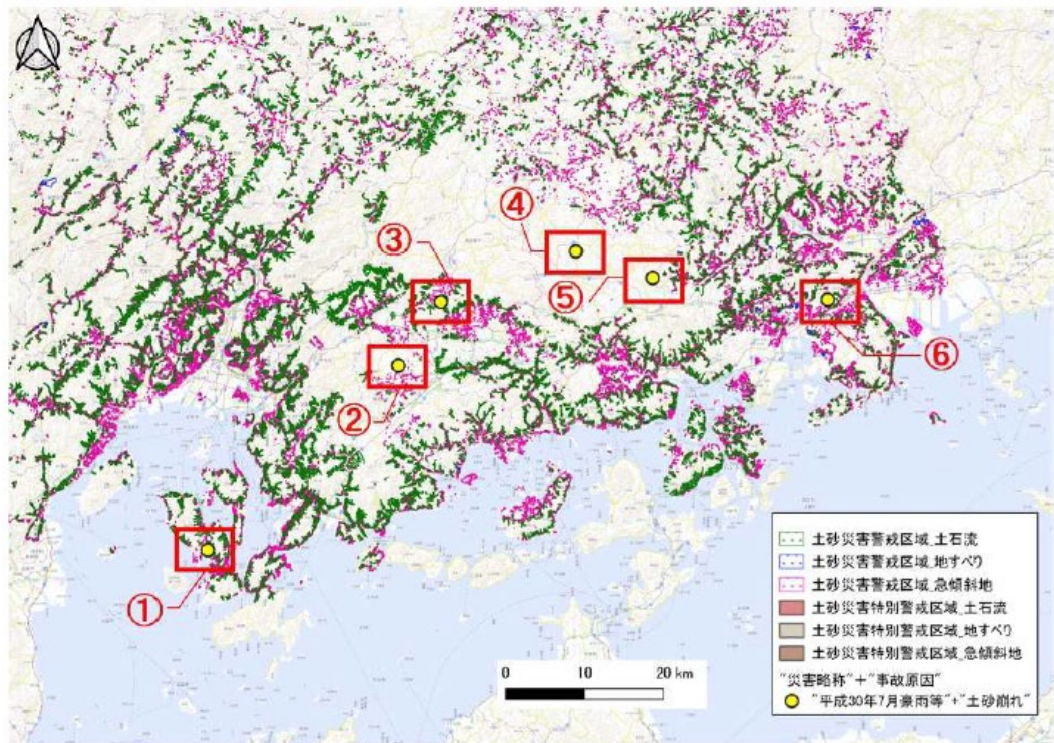 ④
③
⑤
⑥
②
①
土砂災害警戒区域_土石流
土砂災害警戒区域_地すべり
土砂災害警戒区域_急傾斜地
土砂災害特別警戒区域_土石流
土砂災害特別警戒区域_地すべり
土砂災害特別警戒区域_急傾斜地
"災害略称"+"事故原因"
"平成30年7月豪雨等"+"土砂崩れ"
0 10 20 km